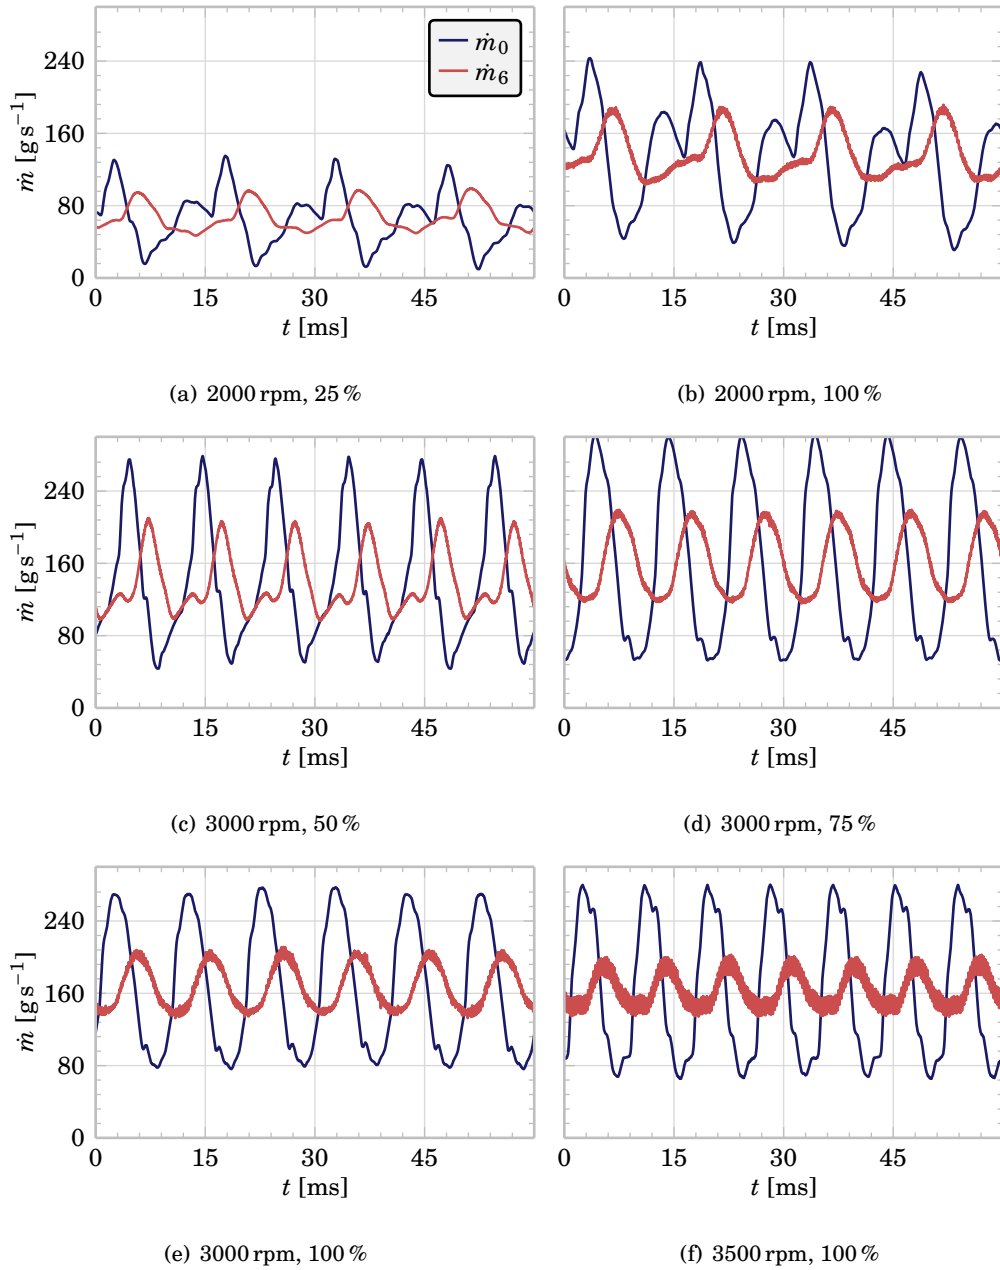 240
160
80
0
ṁ [g s⁻¹]
ṁ₀
ṁ₆
0 15 30 45
t [ms]
(a) 2000 rpm, 25 %
0 15 30 45
t [ms]
(b) 2000 rpm, 100 %
240
160
80
0
ṁ [g s⁻¹]
0 15 30 45
t [ms]
(c) 3000 rpm, 50 %
0 15 30 45
t [ms]
(d) 3000 rpm, 75 %
240
160
80
0
ṁ [g s⁻¹]
0 15 30 45
t [ms]
(e) 3000 rpm, 100 %
0 15 30 45
t [ms]
(f) 3500 rpm, 100 %